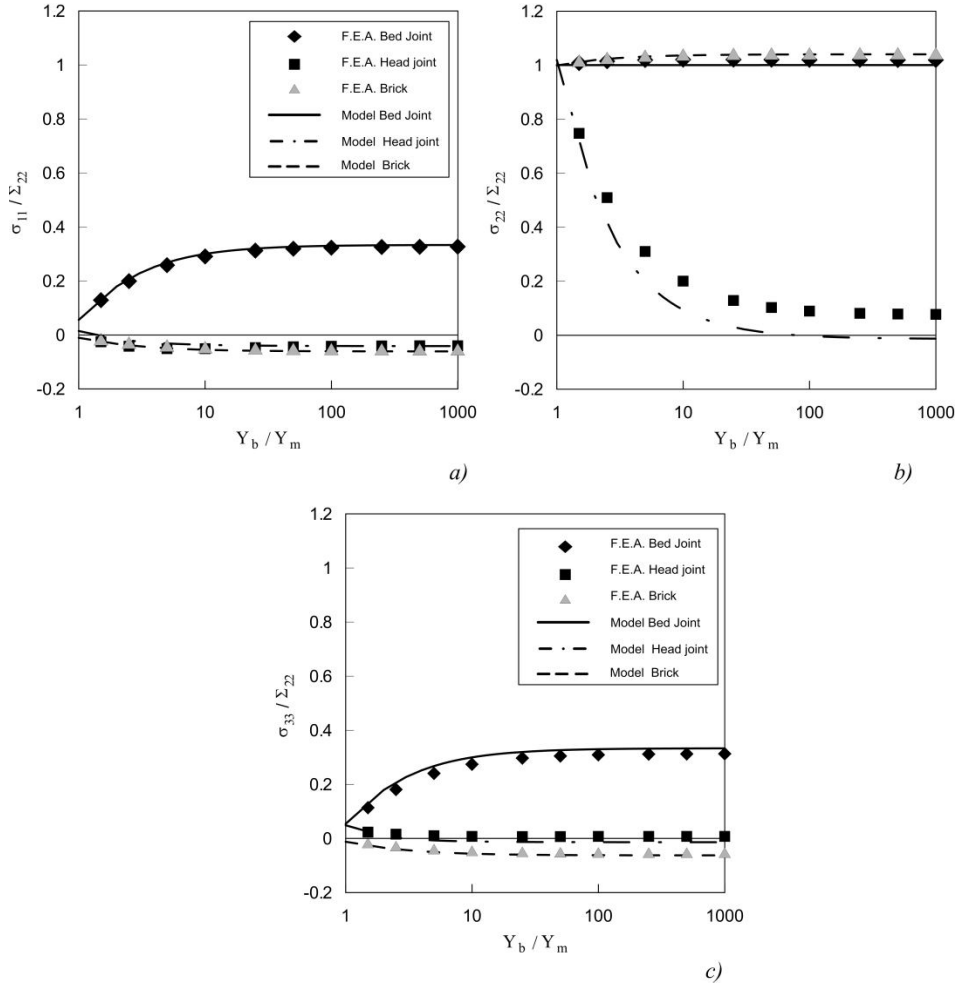 1.2
1
0.8
0.6
0.4
0.2
0
-0.2
σ11 / Σ22
F.E.A. Bed Joint
F.E.A. Head joint
F.E.A. Brick
Model Bed Joint
Model Head joint
Model Brick
1 10 100 1000
Yb / Ym
a)
1.2
1
0.8
0.6
0.4
0.2
0
-0.2
σ22 / Σ22
1 10 100 1000
Yb / Ym
b)
1.2
1
0.8
0.6
0.4
0.2
0
-0.2
σ33 / Σ22
F.E.A. Bed Joint
F.E.A. Head joint
F.E.A. Brick
Model Bed Joint
Model Head joint
Model Brick
1 10 100 1000
Yb / Ym
c)